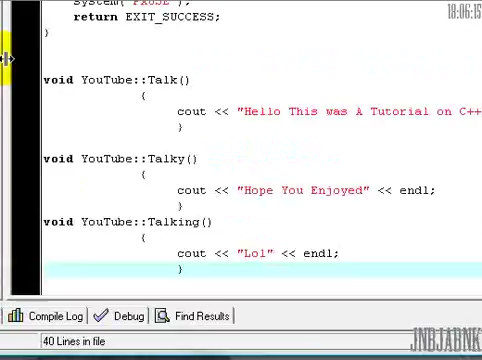 System("PAUSE");
18:06:15
return EXIT_SUCCESS;
}
void YouTube::Talk()
{
cout << "Hello This was A Tutorial on C++
}
void YouTube::Talky()
{
cout << "Hope You Enjoyed" << endl;
}
void YouTube::Talking()
{
cout << "Lol" << endl;
}
Compile Log Debug Find Results
40 Lines in file
JNBJABNK